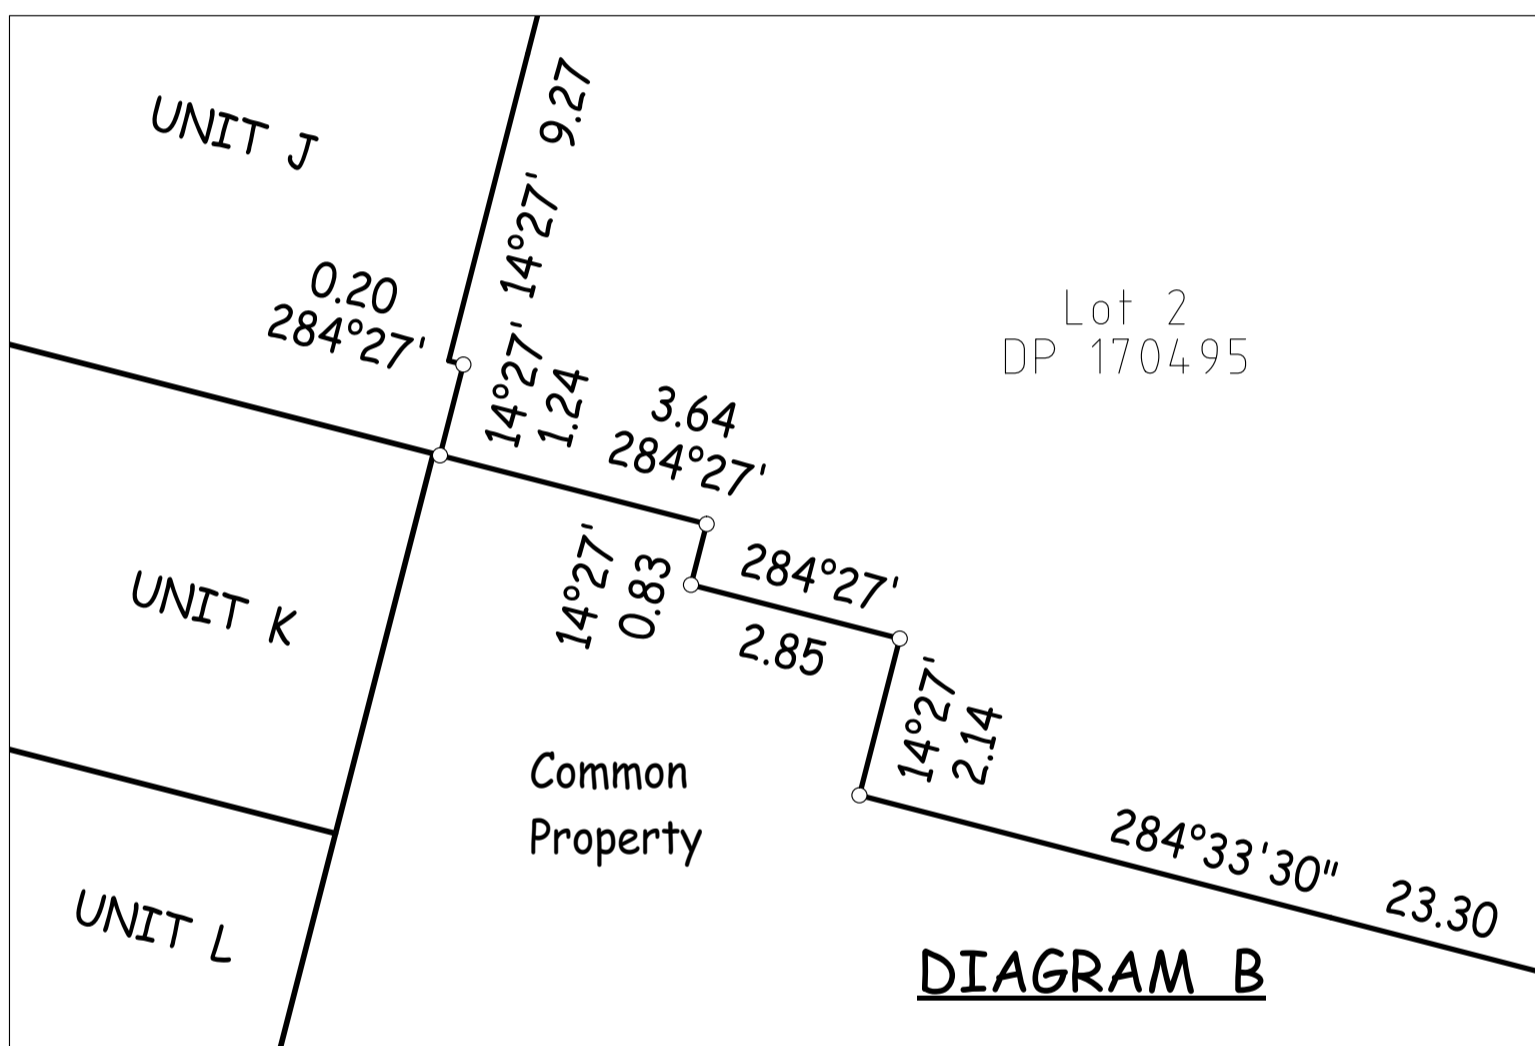 UNIT J
14°27' 9.27
0.20
284°27'
14°27'
1.24
Lot 2
DP 170495
3.64
284°27'
14°27'
0.83
284°27'
2.85
UNIT K
14°27'
2.14
Common
Property
284°33'30" 23.30
UNIT L
DIAGRAM B